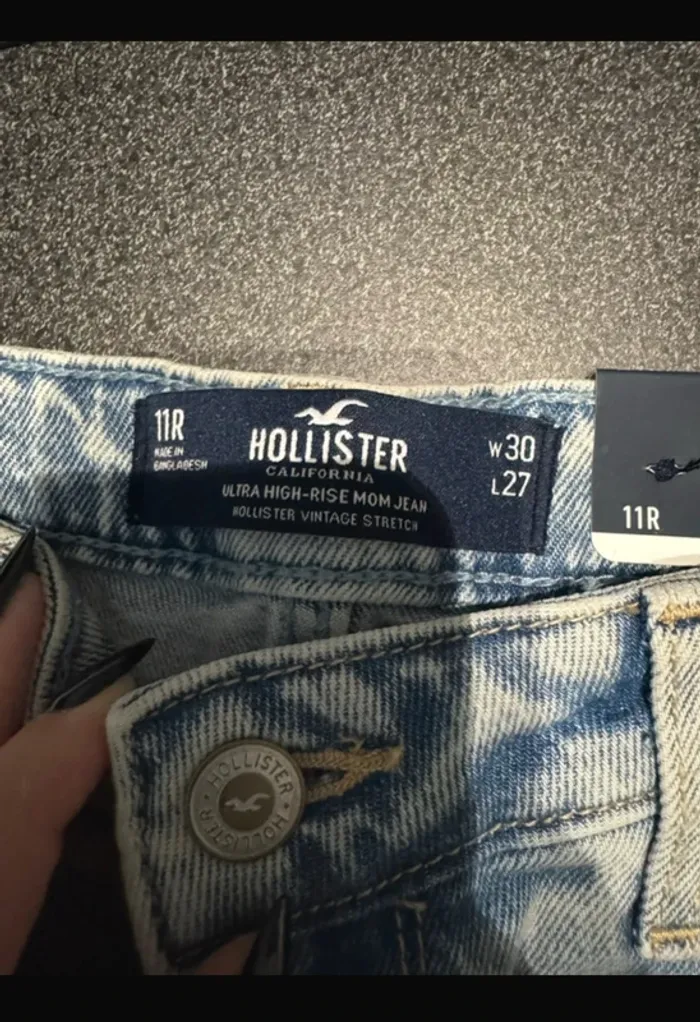 11R
MADE IN
BANGLADESH
HOLLISTER
CALIFORNIA
ULTRA HIGH-RISE MOM JEAN
HOLLISTER VINTAGE STRETCH
W30
L27
11R
HOLLISTER · HOLLISTER ·